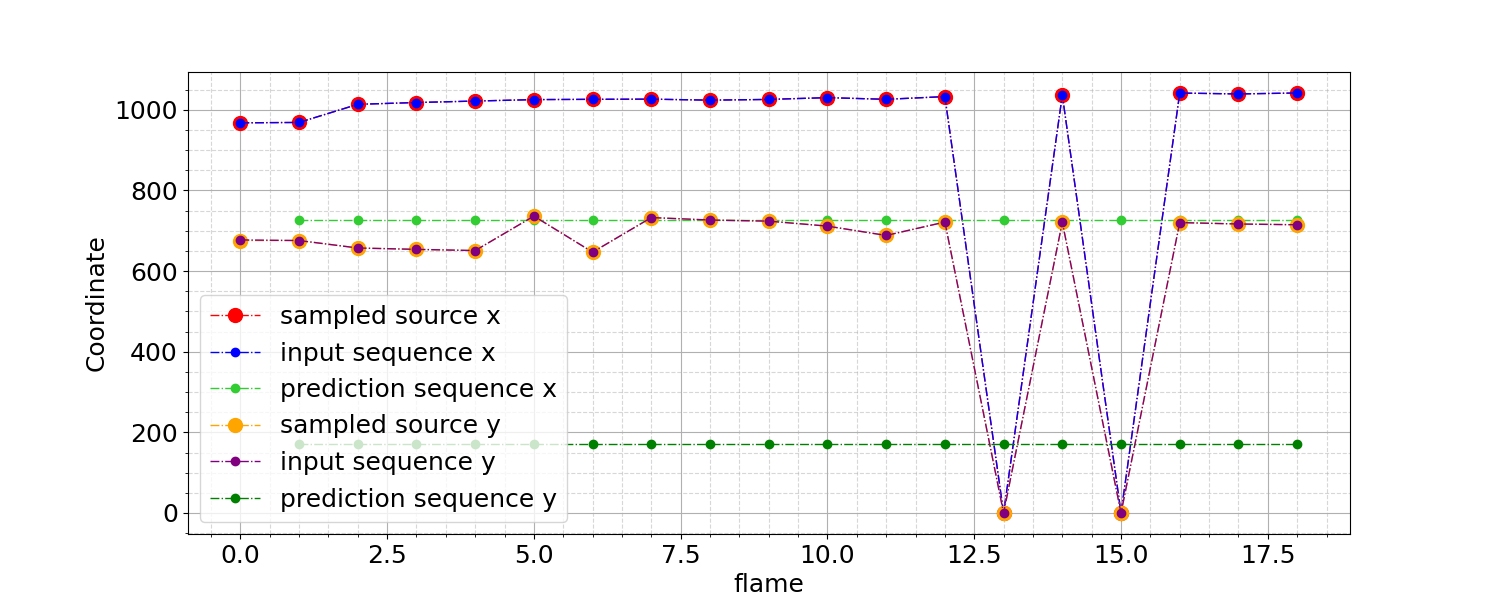 1000
800
600
400
200
0
Coordinate
sampled source x
input sequence x
prediction sequence x
sampled source y
input sequence y
prediction sequence y
0.0 2.5 5.0 7.5 10.0 12.5 15.0 17.5
flame